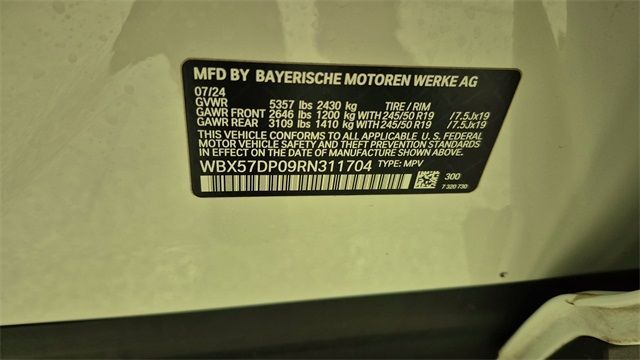 MFD BY BAYERISCHE MOTOREN WERKE AG
07/24
GVWR 5357 lbs 2430 kg TIRE / RIM
GAWR FRONT 2646 lbs 1200 kg WITH 245/50 R19 /7.5Jx19
GAWR REAR 3109 lbs 1410 kg WITH 245/50 R19 /7.5Jx19
THIS VEHICLE CONFORMS TO ALL APPLICABLE U. S. FEDERAL
MOTOR VEHICLE SAFETY, BUMPER, AND THEFT PREVENTION
STANDARDS IN EFFECT ON THE DATE OF MANUFACTURE SHOWN ABOVE.
WBX57DP09RN311704 TYPE: MPV
300
7 320 730